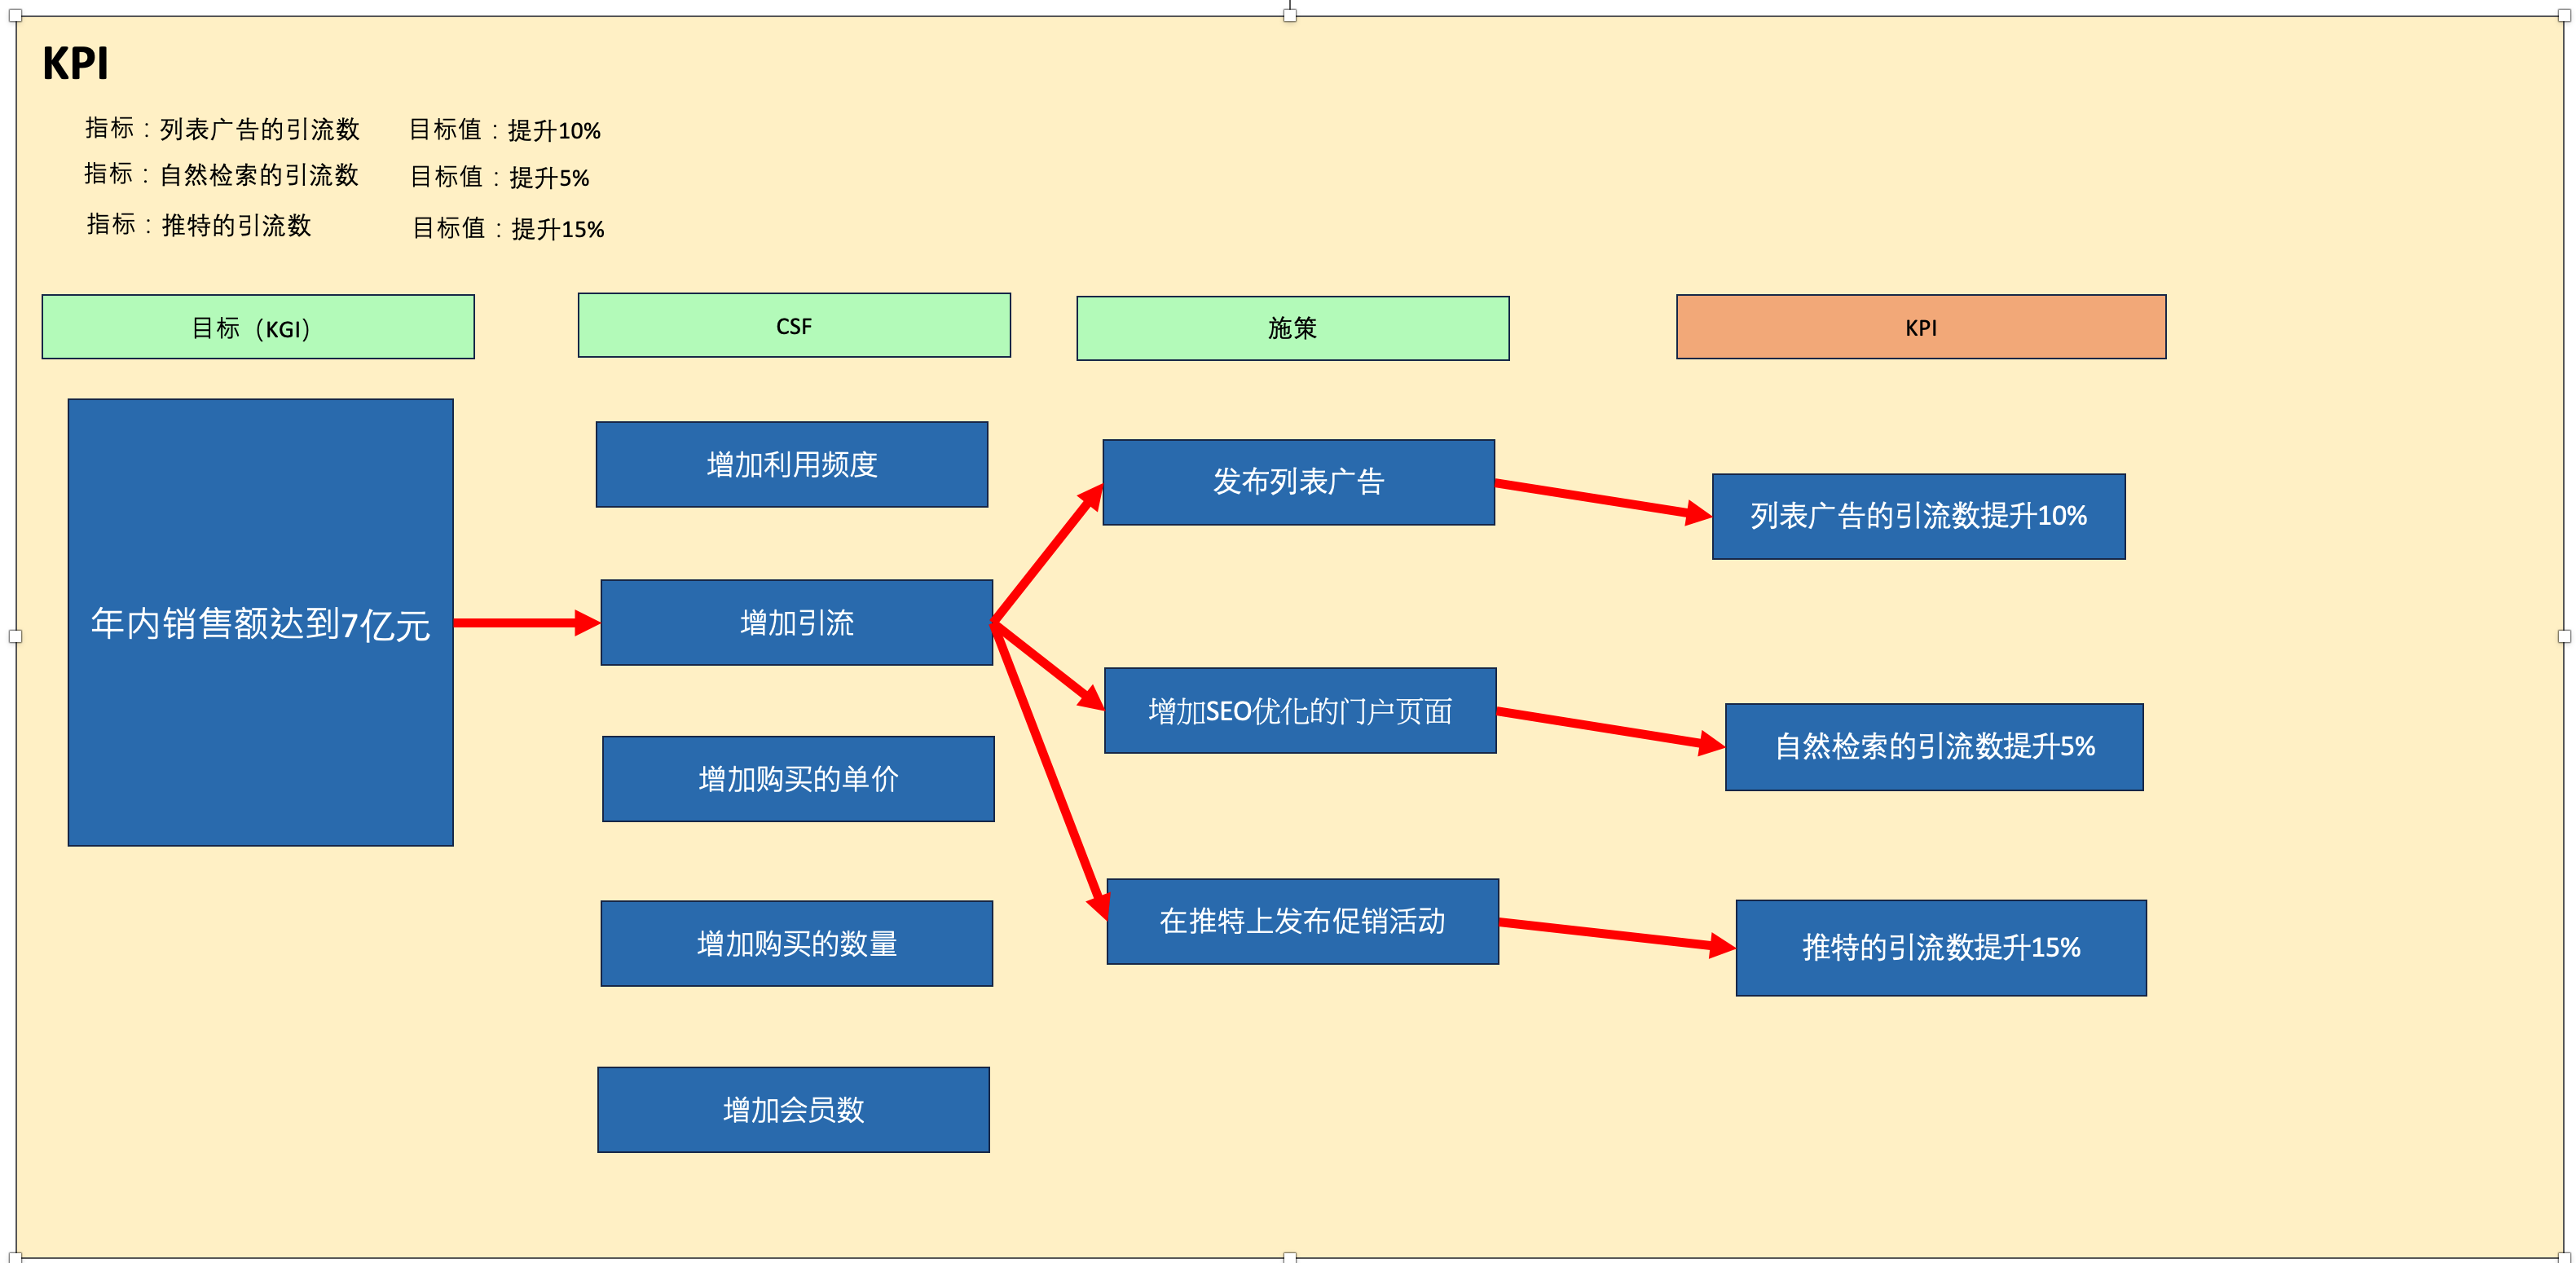 KPI
指标：列表广告的引流数 目标值：提升10%
指标：自然检索的引流数 目标值：提升5%
指标：推特的引流数 目标值：提升15%
目标（KGI）
CSF
施策
KPI
年内销售额达到7亿元
增加利用频度
增加引流
增加购买的单价
增加购买的数量
增加会员数
发布列表广告
增加SEO优化的门户页面
在推特上发布促销活动
列表广告的引流数提升10%
自然检索的引流数提升5%
推特的引流数提升15%